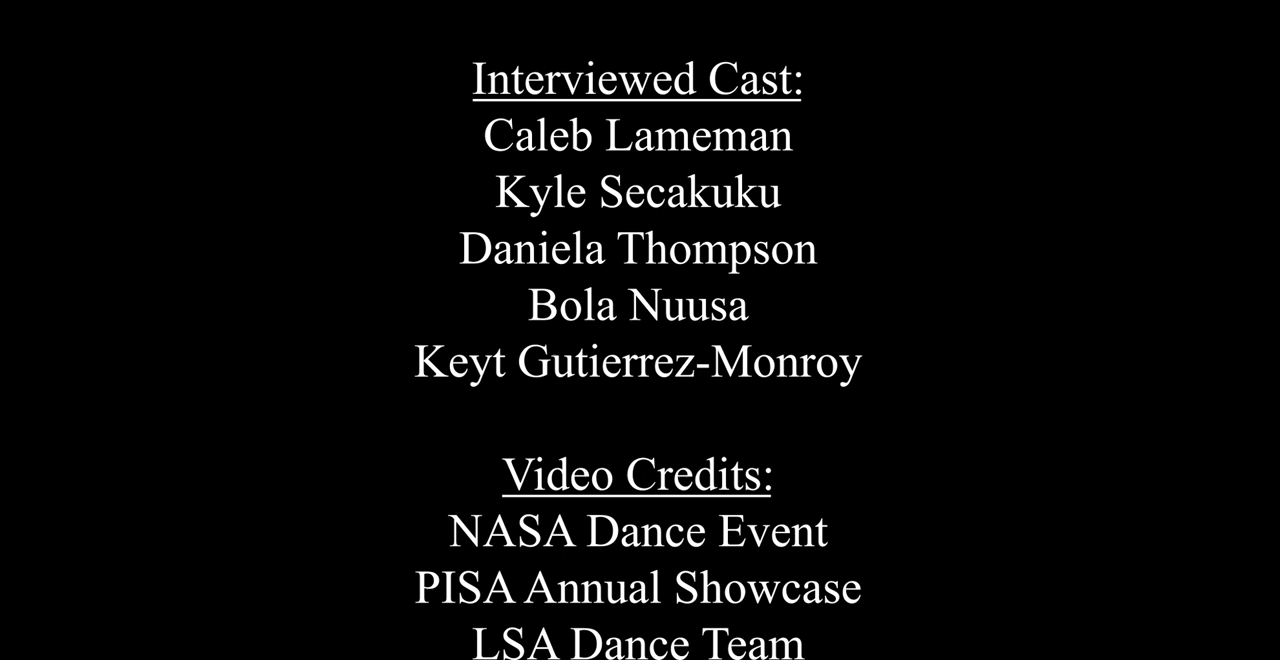 Interviewed Cast:
Caleb Lameman
Kyle Secakuku
Daniela Thompson
Bola Nuusa
Keyt Gutierrez-Monroy
Video Credits:
NASA Dance Event
PISA Annual Showcase
LSA Dance Team